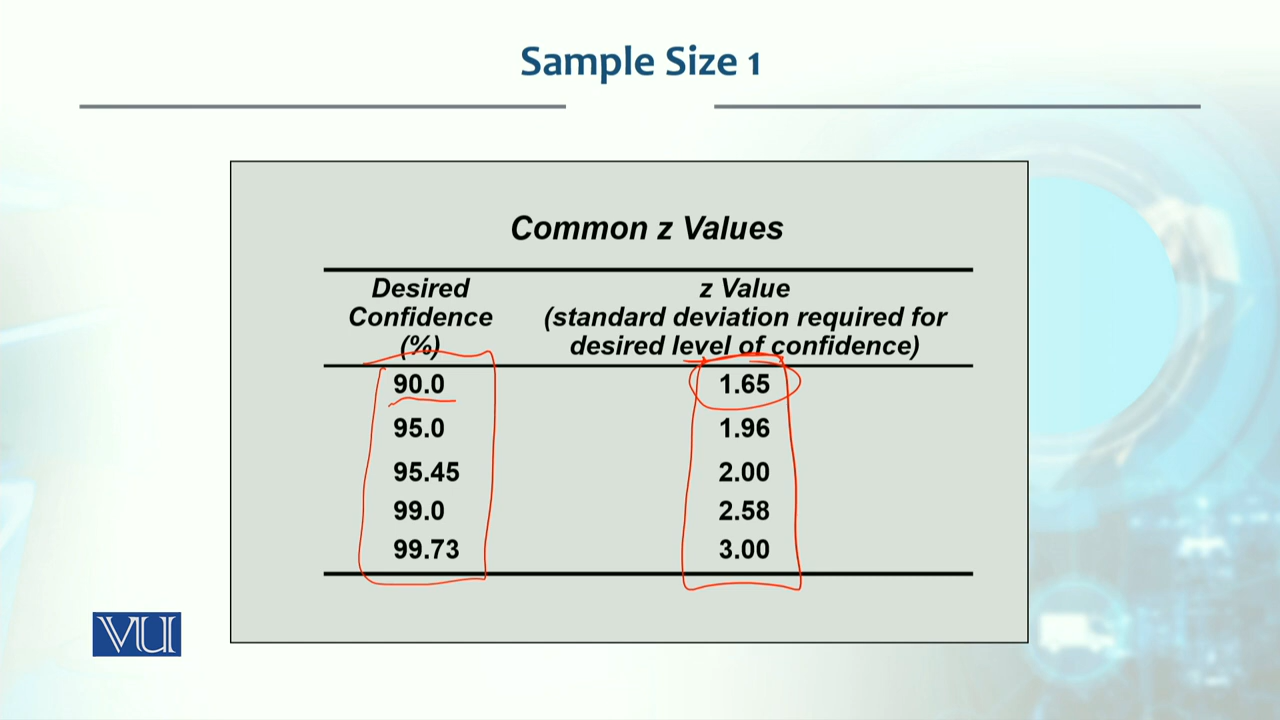 Sample Size 1
Common z Values
Desired Confidence (%)
z Value (standard deviation required for desired level of confidence)
90.0 1.65
95.0 1.96
95.45 2.00
99.0 2.58
99.73 3.00
VU